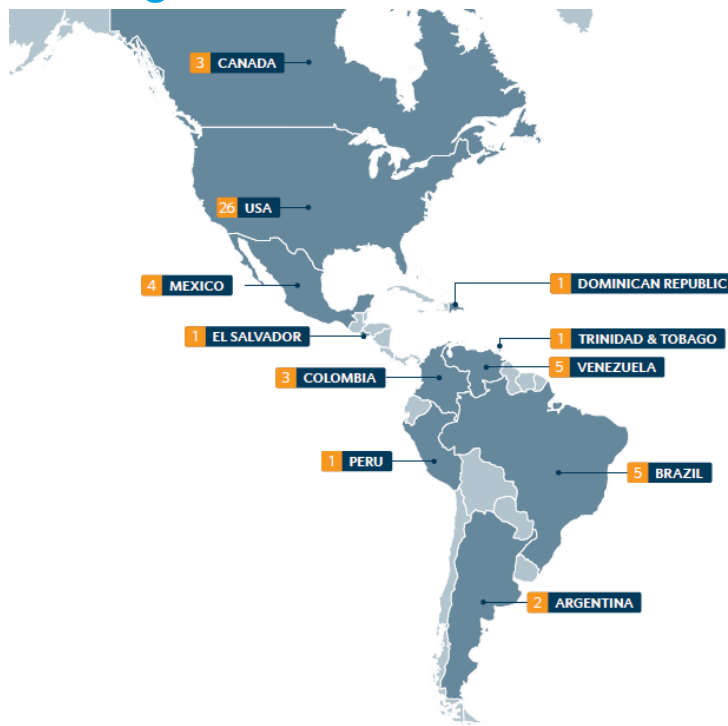 3 CANADA
26 USA
4 MEXICO
1 DOMINICAN REPUBLIC
1 EL SALVADOR
1 TRINIDAD & TOBAGO
5 VENEZUELA
3 COLOMBIA
1 PERU
5 BRAZIL
2 ARGENTINA